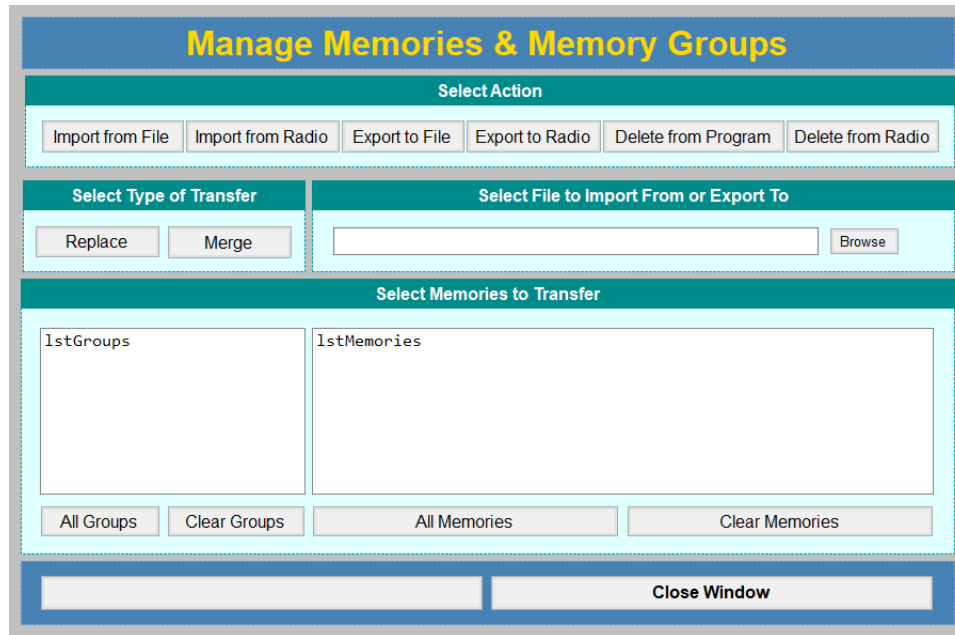 Manage Memories & Memory Groups
Select Action
Import from File Import from Radio Export to File Export to Radio Delete from Program Delete from Radio
Select Type of Transfer Select File to Import From or Export To
Replace Merge Browse
Select Memories to Transfer
lstGroups lstMemories
All Groups Clear Groups All Memories Clear Memories
Close Window